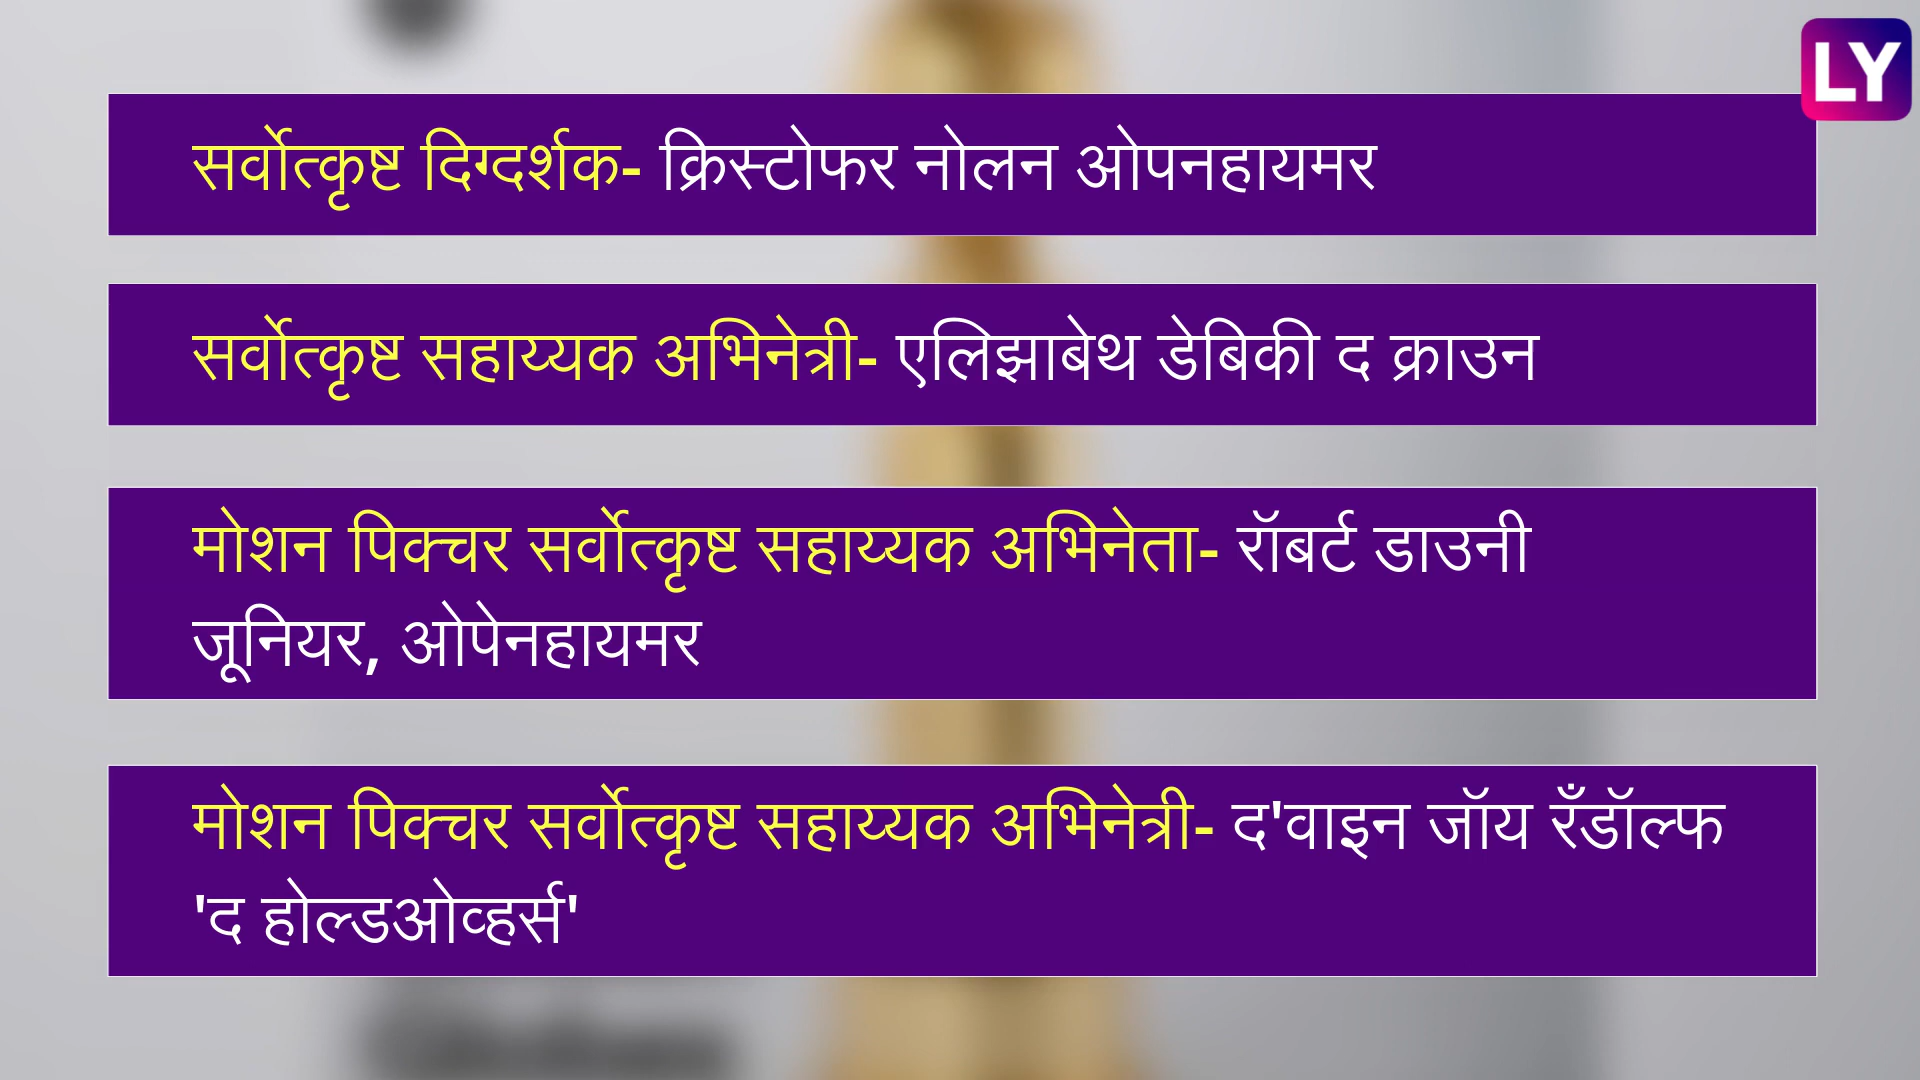 LY
सर्वोत्कृष्ट दिग्दर्शक- क्रिस्टोफर नोलन ओपनहायमर
सर्वोत्कृष्ट सहाय्यक अभिनेत्री- एलिझाबेथ डेबिकी द क्राउन
मोशन पिक्चर सर्वोत्कृष्ट सहाय्यक अभिनेता- रॉबर्ट डाउनी
जूनियर, ओपेनहायमर
मोशन पिक्चर सर्वोत्कृष्ट सहाय्यक अभिनेत्री- द'वाइन जॉय रँडॉल्फ
'द होल्डओव्हर्स'